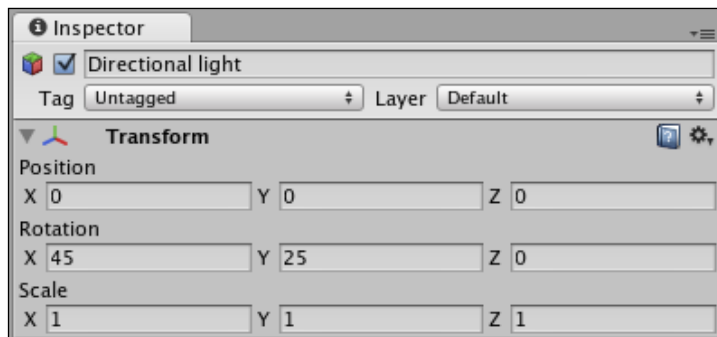 Inspector
Directional light
Tag Untagged Layer Default
Transform
Position
X 0 Y 0 Z 0
Rotation
X 45 Y 25 Z 0
Scale
X 1 Y 1 Z 1